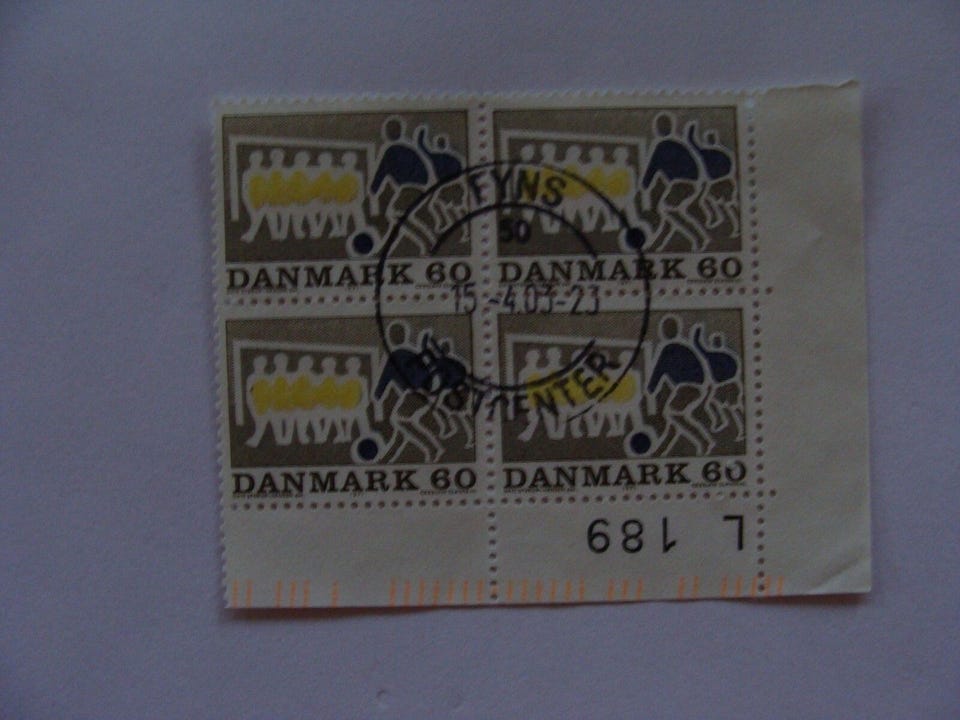 FYNS
50
DANMARK 60 DANMARK 60
15.-4.03-23
POSTCENTER
DANMARK 60 DANMARK 60
L 189